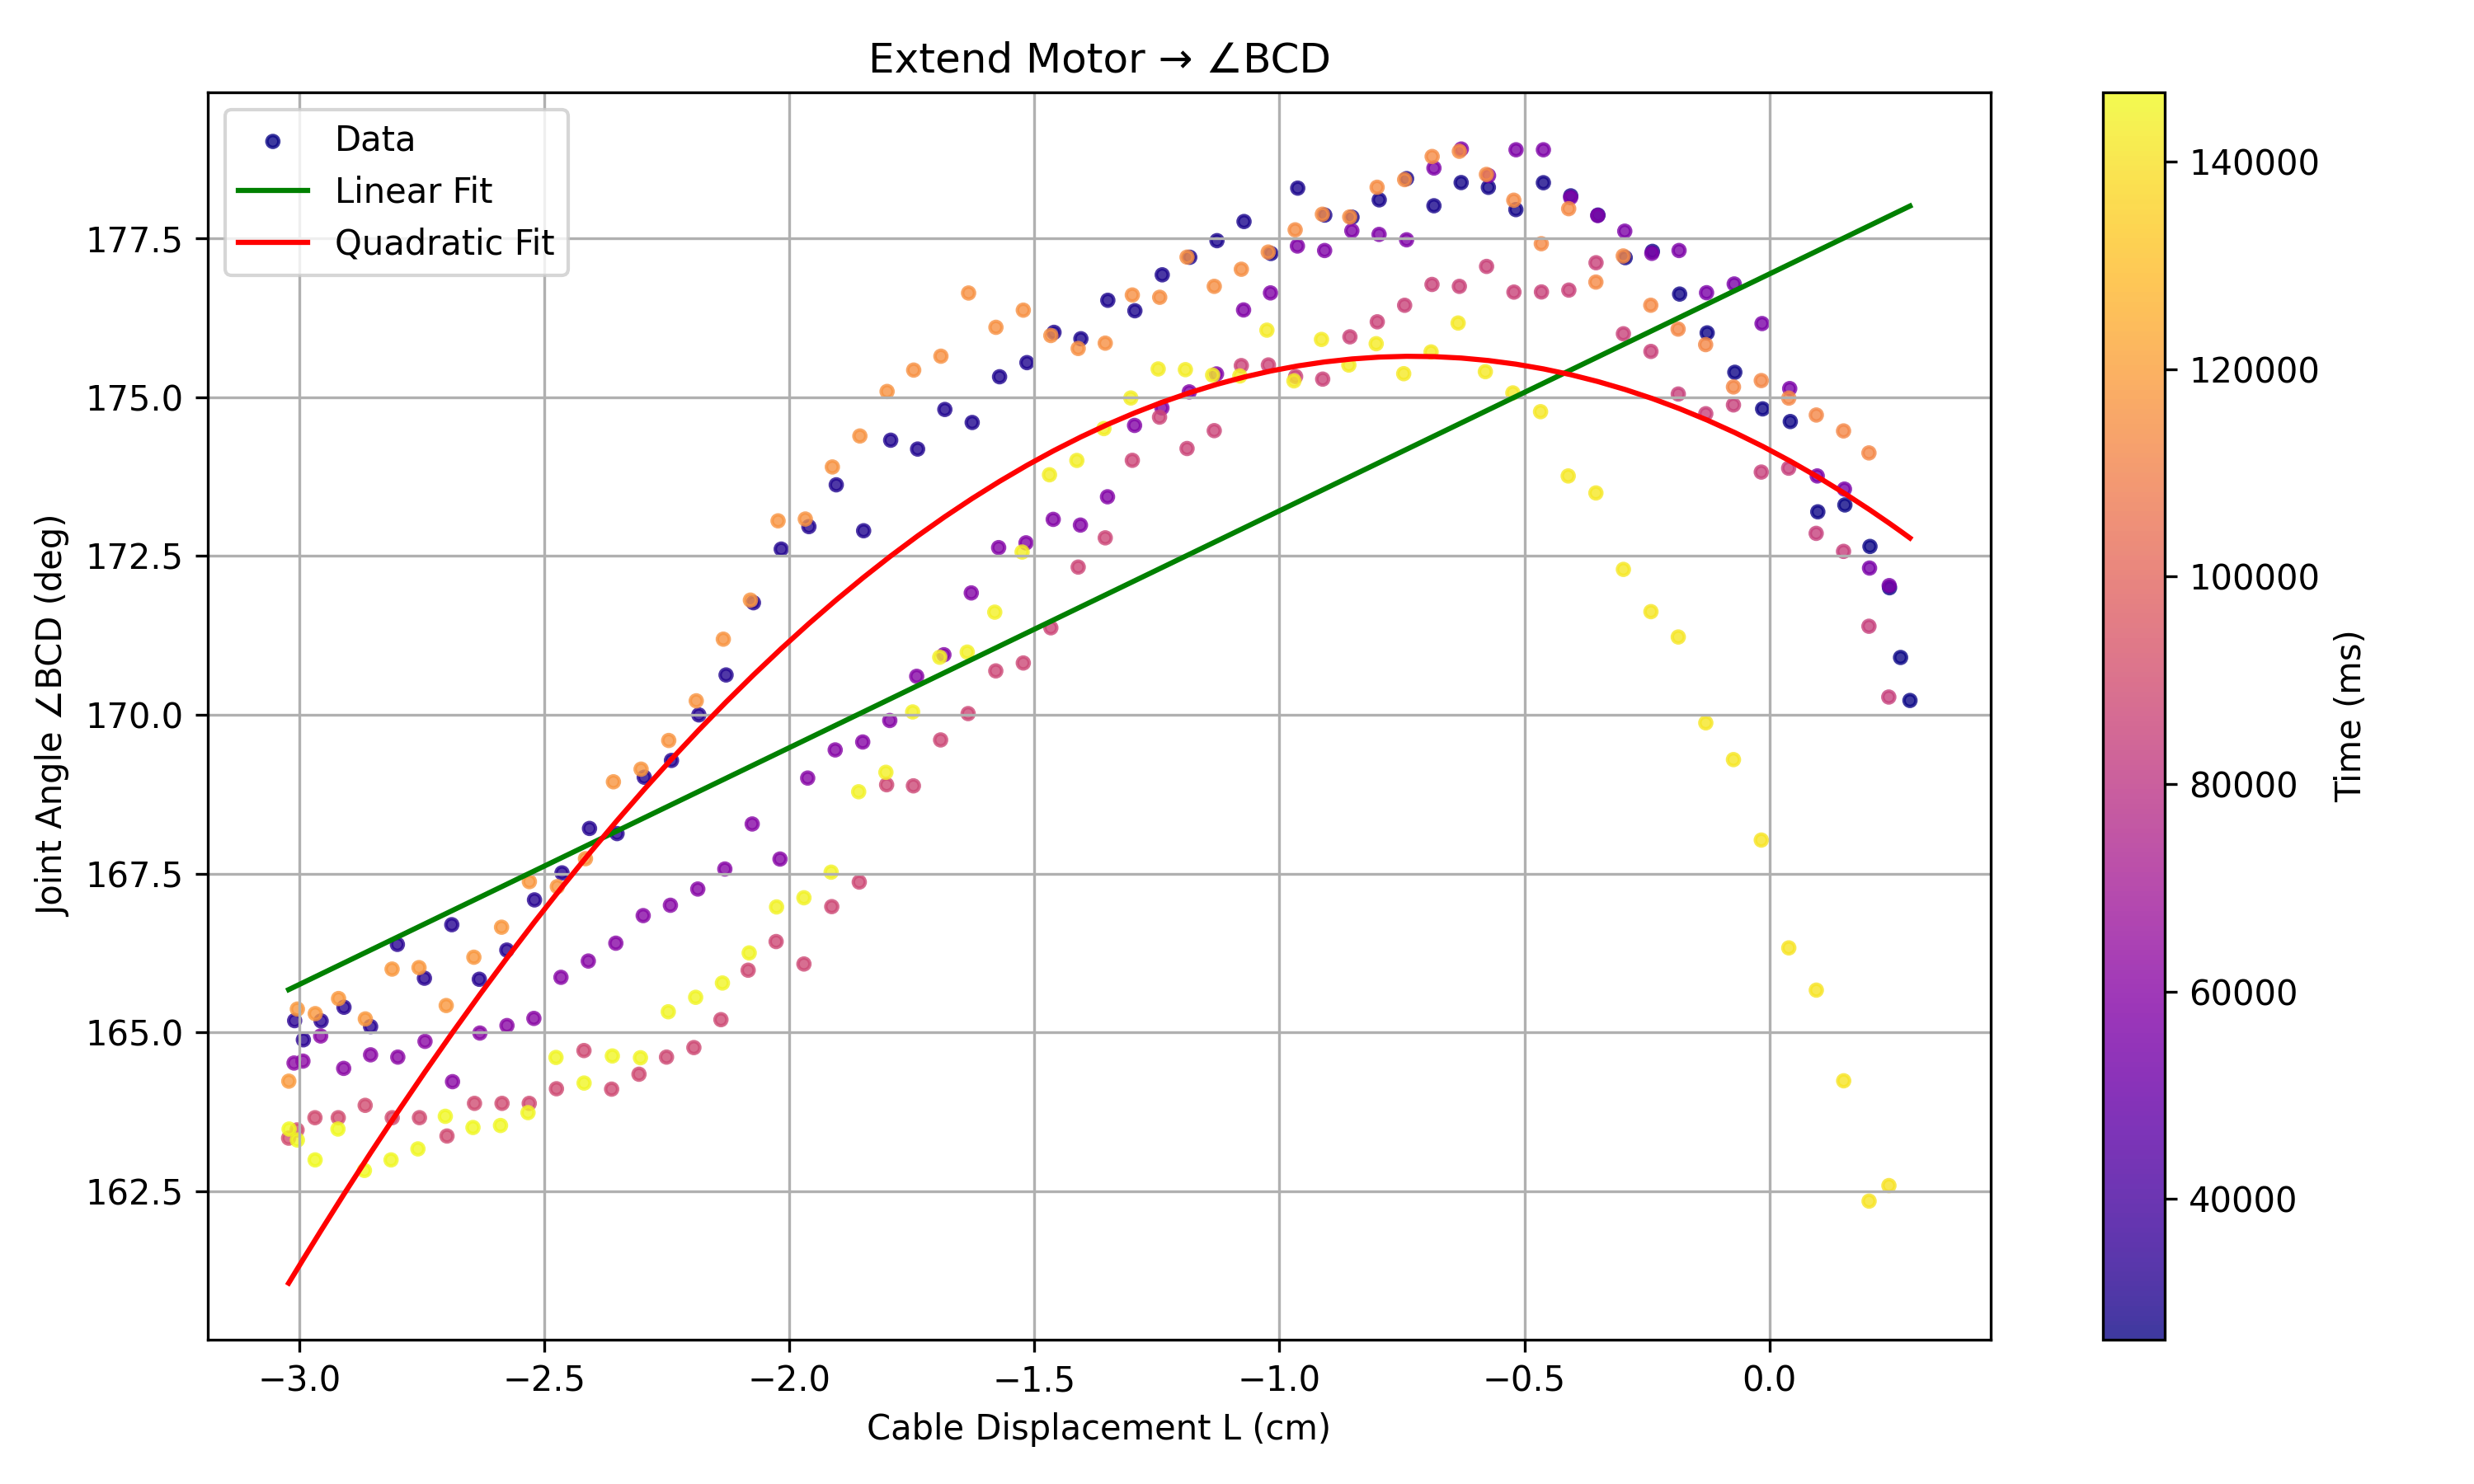 Extend Motor → ∠BCD
Data
Linear Fit
Quadratic Fit
Joint Angle ∠BCD (deg)
177.5
175.0
172.5
170.0
167.5
165.0
162.5
−3.0 −2.5 −2.0 −1.5 −1.0 −0.5 0.0
Cable Displacement L (cm)
140000
120000
100000
80000
60000
40000
Time (ms)